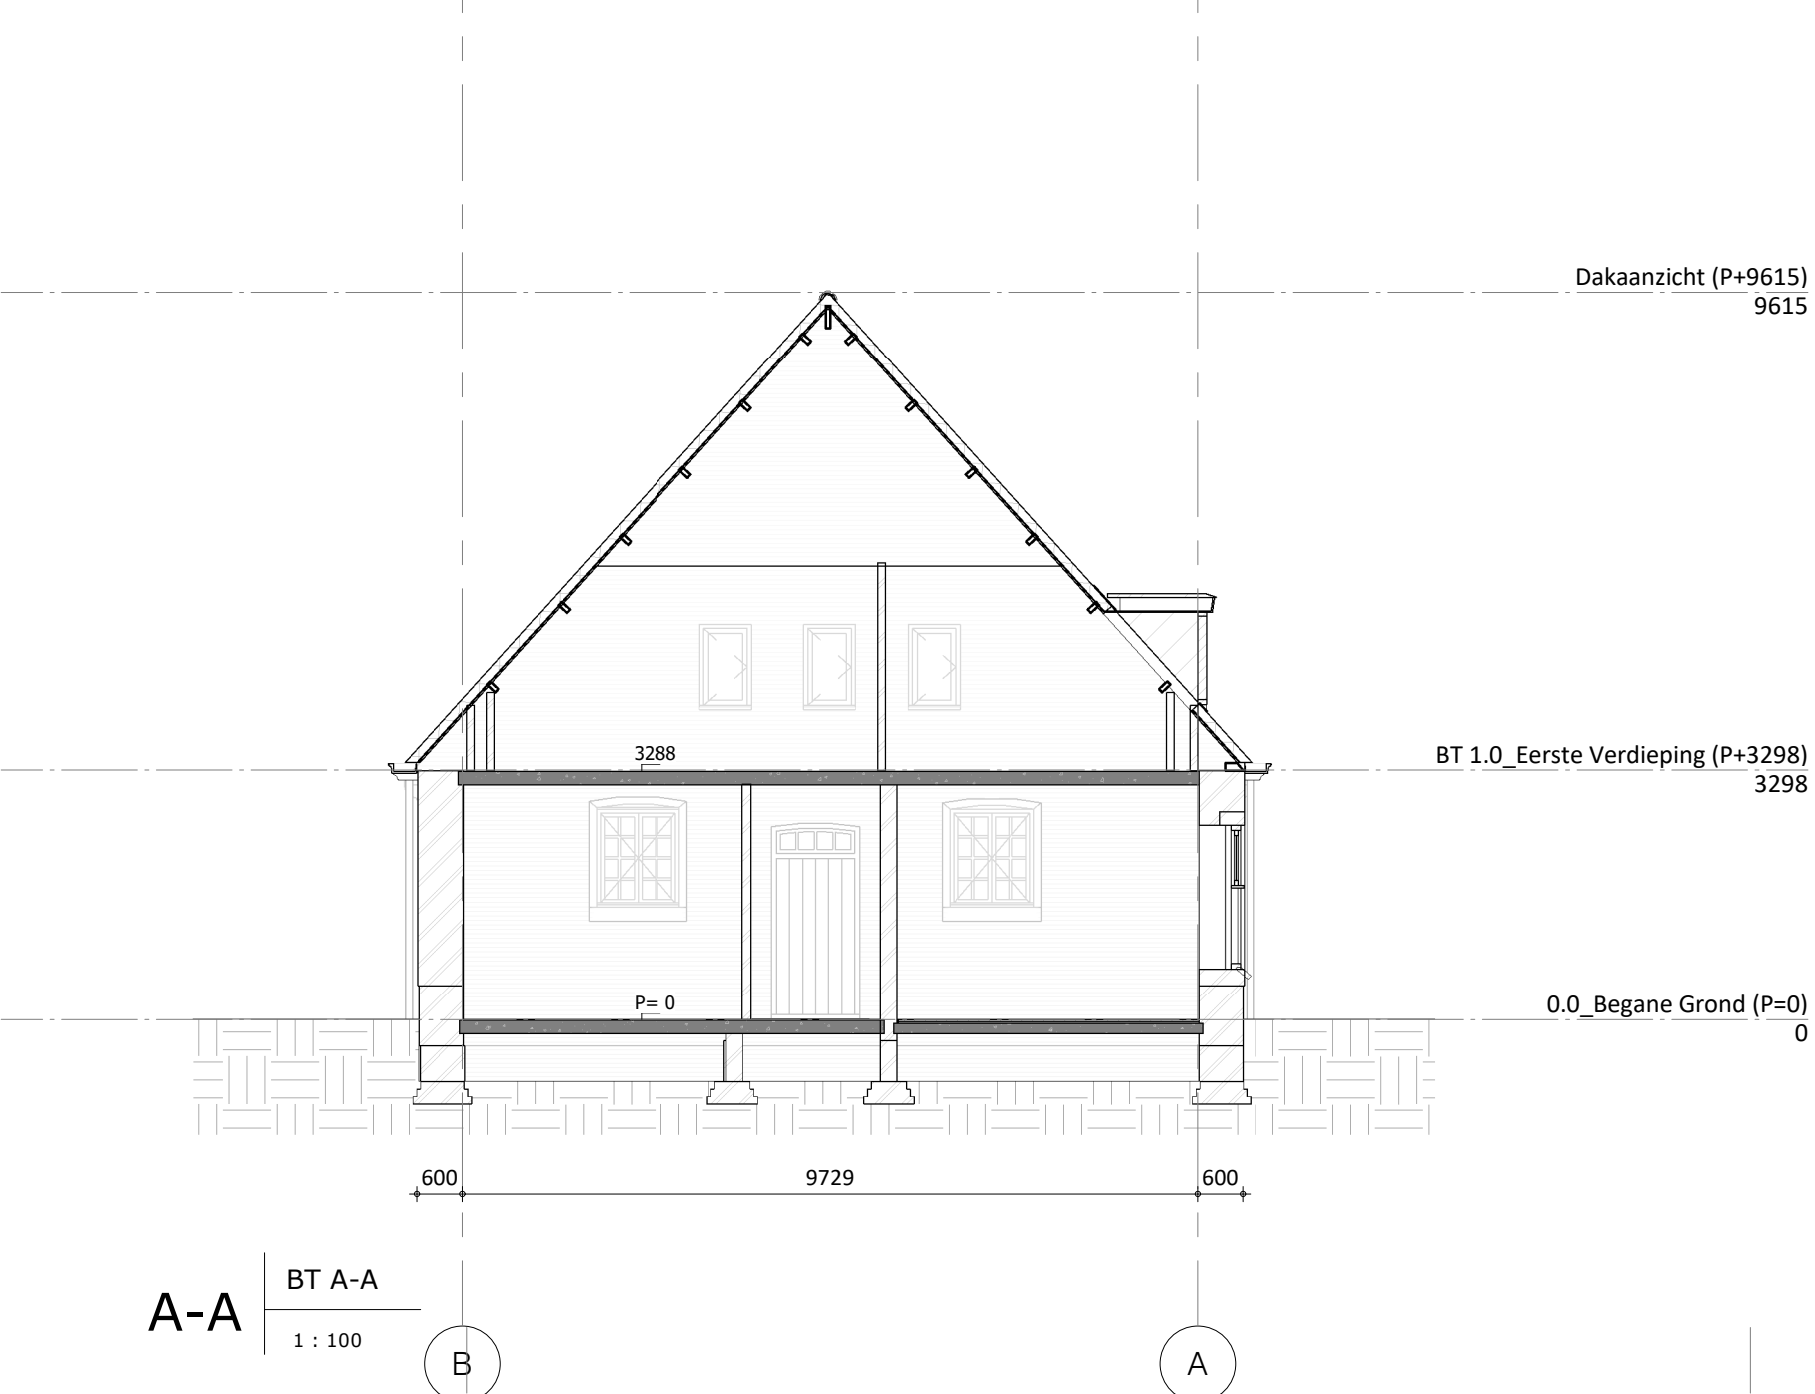 Dakaanzicht (P+9615)
9615
3288
BT 1.0_Eerste Verdieping (P+3298)
3298
P= 0
0.0_Begane Grond (P=0)
0
600
9729
600
A-A
BT A-A
1 : 100
B
A